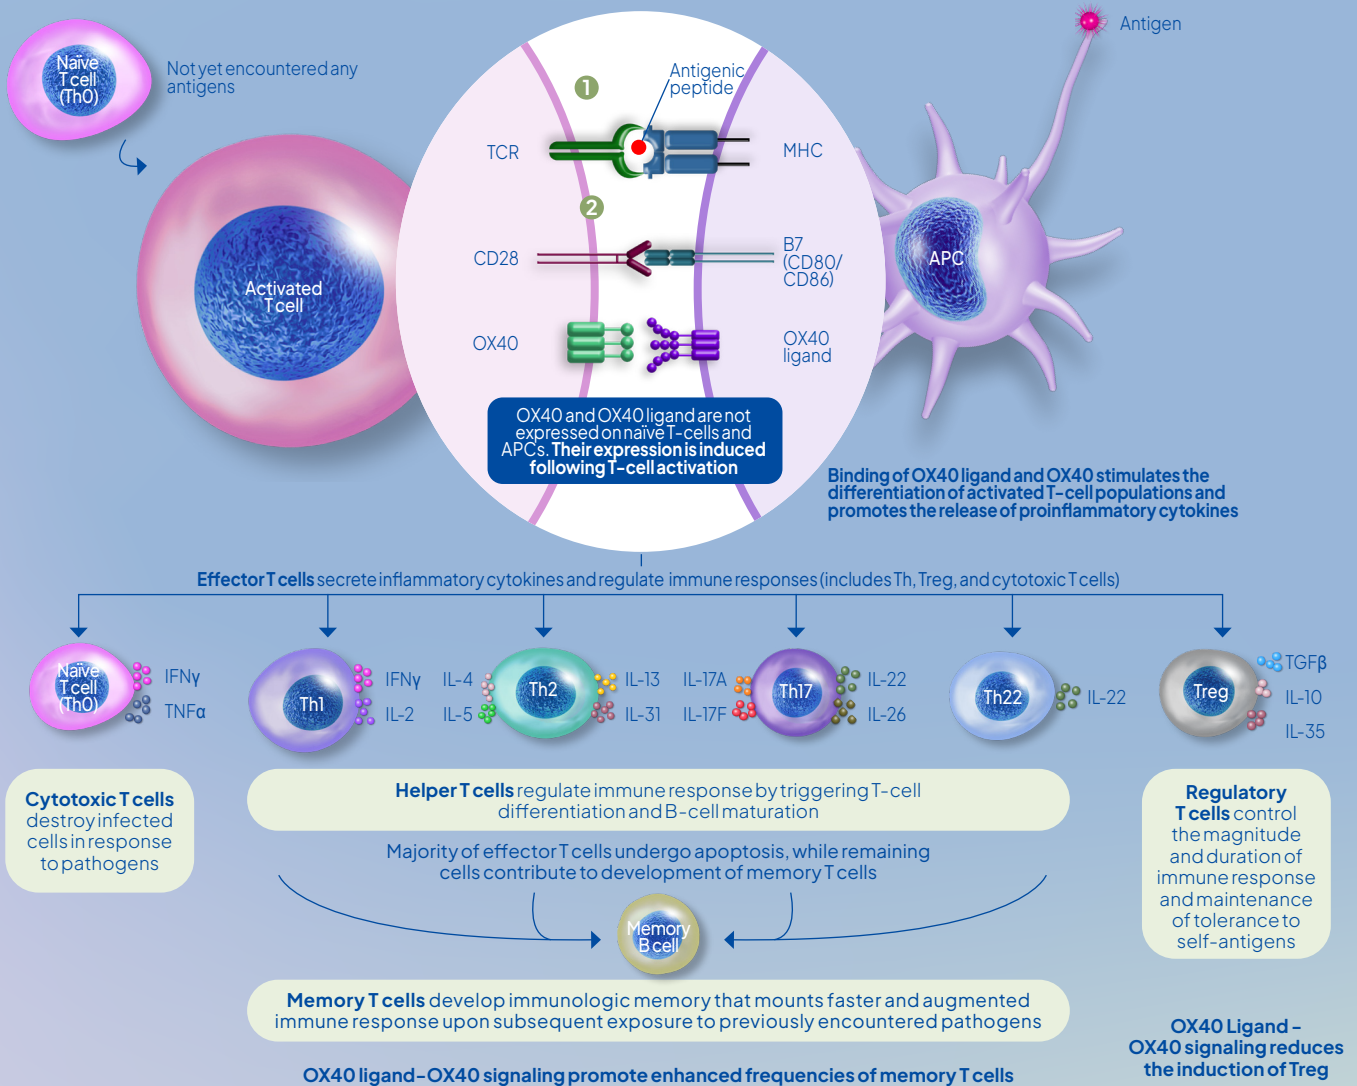 Naïve
T cell
(Th0)
Not yet encountered any
antigens
Antigen
1
Antigenic
peptide
TCR
MHC
2
CD28
B7
(CD80/
CD86)
Activated
T cell
APC
OX40
OX40
ligand
OX40 and OX40 ligand are not
expressed on naïve T-cells and
APCs. Their expression is induced
following T-cell activation
Binding of OX40 ligand and OX40 stimulates the
differentiation of activated T-cell populations and
promotes the release of proinflammatory cytokines
Effector T cells secrete inflammatory cytokines and regulate immune responses (includes Th, Treg, and cytotoxic T cells)
Naïve
T cell
(Th0)
IFNγ
TNFα
Th1
IFNγ
IL-2
IL-4
IL-5
Th2
IL-13
IL-31
IL-17A
IL-17F
Th17
IL-22
IL-26
Th22
IL-22
Treg
TGFβ
IL-10
IL-35
Cytotoxic T cells
destroy infected
cells in response
to pathogens
Helper T cells regulate immune response by triggering T-cell
differentiation and B-cell maturation
Regulatory
T cells control
the magnitude
and duration of
immune response
and maintenance
of tolerance to
self-antigens
Majority of effector T cells undergo apoptosis, while remaining
cells contribute to development of memory T cells
Memory
B cell
Memory T cells develop immunologic memory that mounts faster and augmented
immune response upon subsequent exposure to previously encountered pathogens
OX40 Ligand –
OX40 signaling reduces
the induction of Treg
OX40 ligand–OX40 signaling promote enhanced frequencies of memory T cells